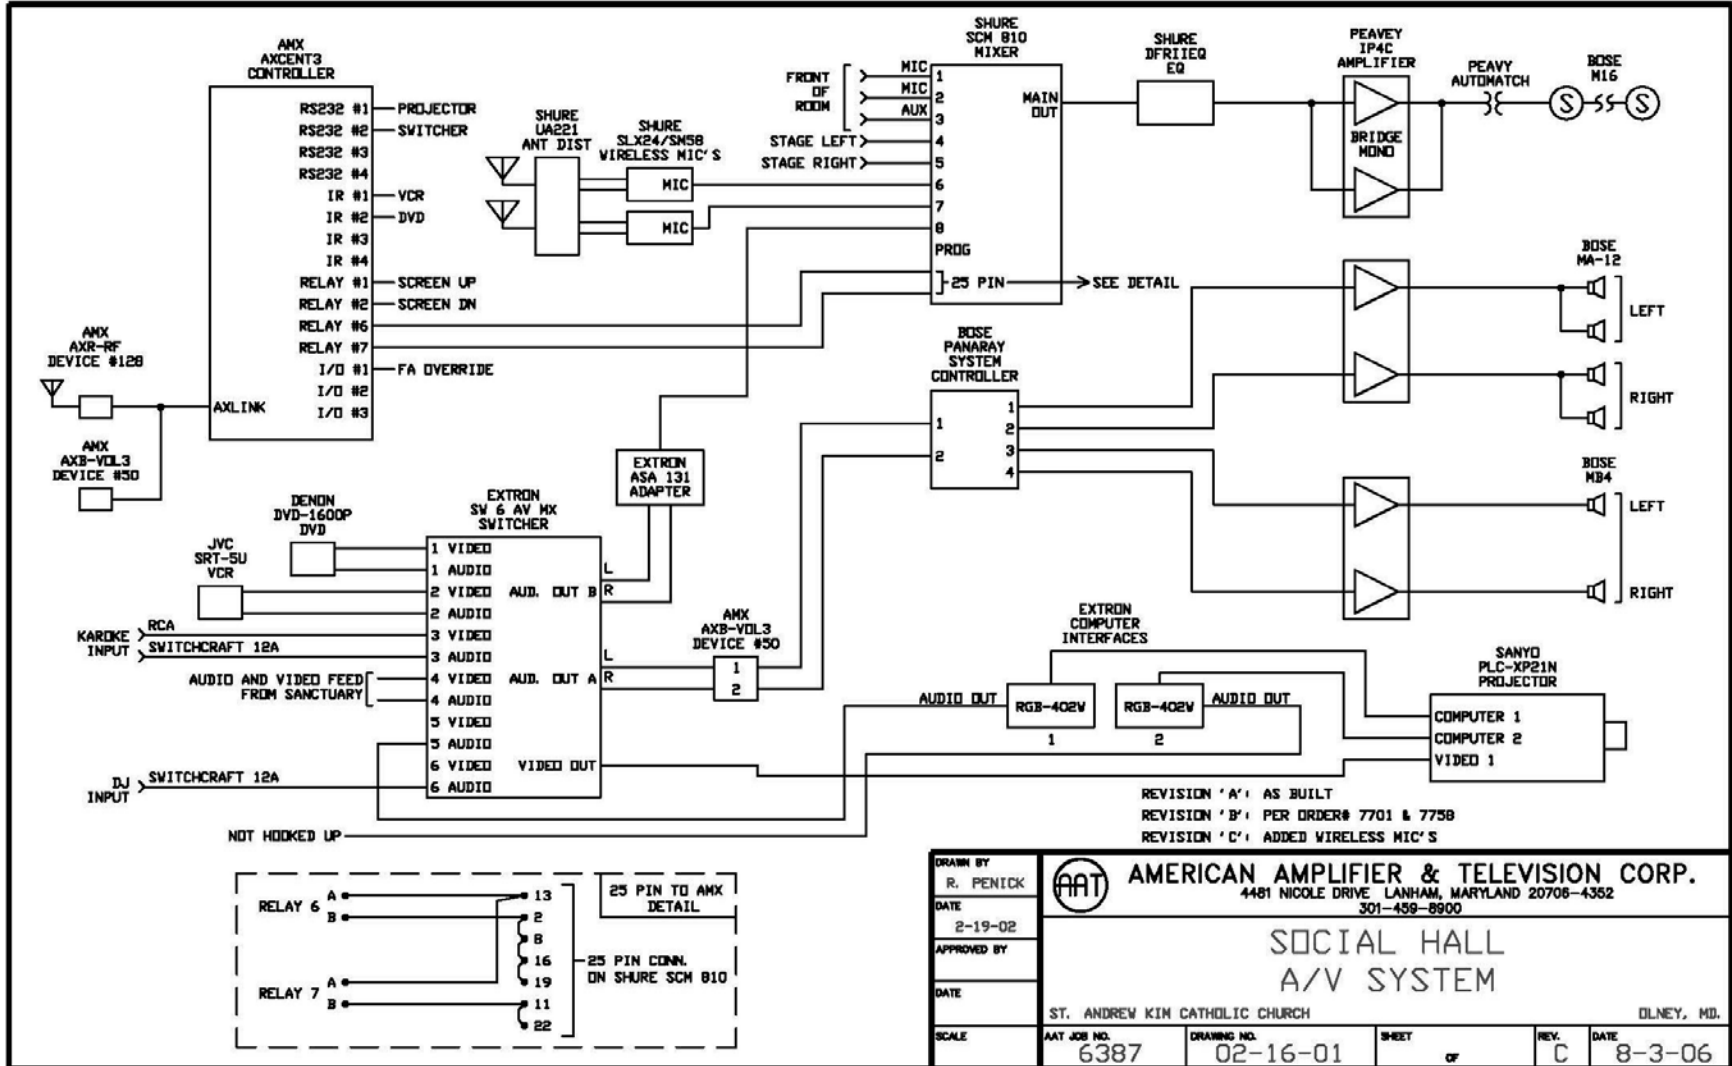 AMX
AXCENT3
CONTROLLER
RS232 #1 PROJECTOR
RS232 #2 SWITCHER
RS232 #3
RS232 #4
IR #1 VCR
IR #2 DVD
IR #3
IR #4
RELAY #1 SCREEN UP
RELAY #2 SCREEN DN
RELAY #6
RELAY #7
I/O #1 FA OVERRIDE
I/O #2
I/O #3
AXLINK
AMX
AXR-RF
DEVICE #128
AMX
AXB-VOL3
DEVICE #50
SHURE
UA221
ANT DIST
SHURE
SLX24/SM58
WIRELESS MIC'S
MIC
MIC
FRONT
OF
ROOM
STAGE LEFT
STAGE RIGHT
SHURE
SCM 810
MIXER
MIC 1
MIC 2
AUX 3
4
5
6
7
8
PROG
25 PIN
SEE DETAIL
MAIN
OUT
SHURE
DFRIIEQ
EQ
PEAVEY
IP4C
AMPLIFIER
BRIDGE
MONO
PEAVY
AUTOMATCH
BOSE
M16
S S
BOSE
MA-12
LEFT
RIGHT
BOSE
MB4
LEFT
RIGHT
BOSE
PANARAY
SYSTEM
CONTROLLER
1
2
1
2
3
4
EXTRON
ASA 131
ADAPTER
DENON
DVD-1600P
DVD
JVC
SRT-5U
VCR
KAROKE
INPUT
RCA
SWITCHCRAFT 12A
AUDIO AND VIDEO FEED
FROM SANCTUARY
DJ
INPUT
SWITCHCRAFT 12A
EXTRON
SW 6 AV MX
SWITCHER
1 VIDEO
1 AUDIO
2 VIDEO
2 AUDIO
3 VIDEO
3 AUDIO
4 VIDEO
4 AUDIO
5 VIDEO
5 AUDIO
6 VIDEO
6 AUDIO
L
AUD. OUT B R
L
AUD. OUT A R
VIDEO OUT
AMX
AXB-VOL3
DEVICE #50
1
2
EXTRON
COMPUTER
INTERFACES
AUDIO OUT RGB-402W RGB-402W AUDIO OUT
1 2
SANYO
PLC-XP21N
PROJECTOR
COMPUTER 1
COMPUTER 2
VIDEO 1
NOT HOOKED UP
REVISION 'A': AS BUILT
REVISION 'B': PER ORDER# 7701 & 7758
REVISION 'C': ADDED WIRELESS MIC'S
25 PIN TO AMX
DETAIL
RELAY 6 A 13
B 2
8
16
RELAY 7 A 19
B 11
22
25 PIN CONN.
ON SHURE SCM 810
DRAWN BY
R. PENICK
DATE
2-19-02
APPROVED BY
DATE
SCALE
AAT
AMERICAN AMPLIFIER & TELEVISION CORP.
4481 NICOLE DRIVE LANHAM, MARYLAND 20706-4352
301-459-8900
SOCIAL HALL
A/V SYSTEM
ST. ANDREW KIM CATHOLIC CHURCH OLNEY, MD.
AAT JOB NO. DRAWING NO. SHEET REV. DATE
6387 02-16-01 OF C 8-3-06